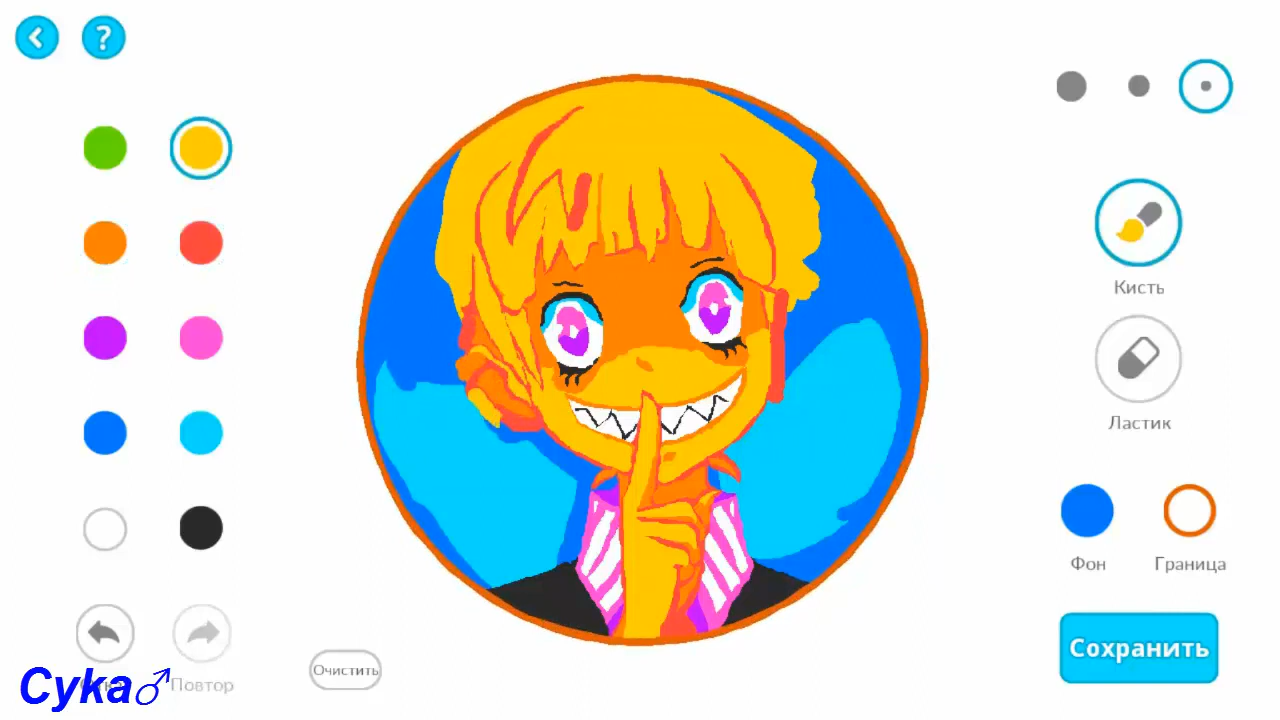 ?
Кисть
Ластик
Фон Граница
Сохранить
Очистить
Повтор
Cyka♂